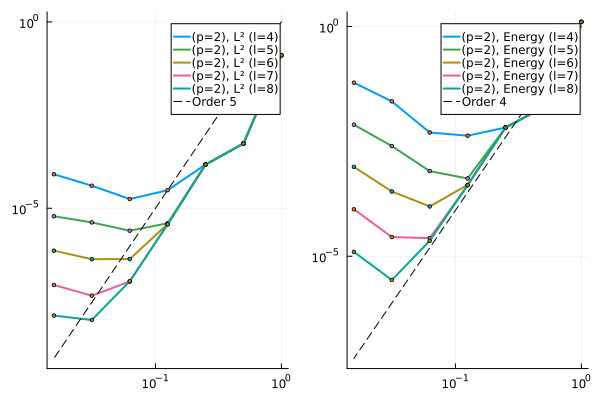 (p=2), L² (l=4)
(p=2), L² (l=5)
(p=2), L² (l=6)
(p=2), L² (l=7)
(p=2), L² (l=8)
Order 5
10⁰
10⁻⁵
10⁻¹
10⁰
(p=2), Energy (l=4)
(p=2), Energy (l=5)
(p=2), Energy (l=6)
(p=2), Energy (l=7)
(p=2), Energy (l=8)
Order 4
10⁰
10⁻⁵
10⁻¹
10⁰